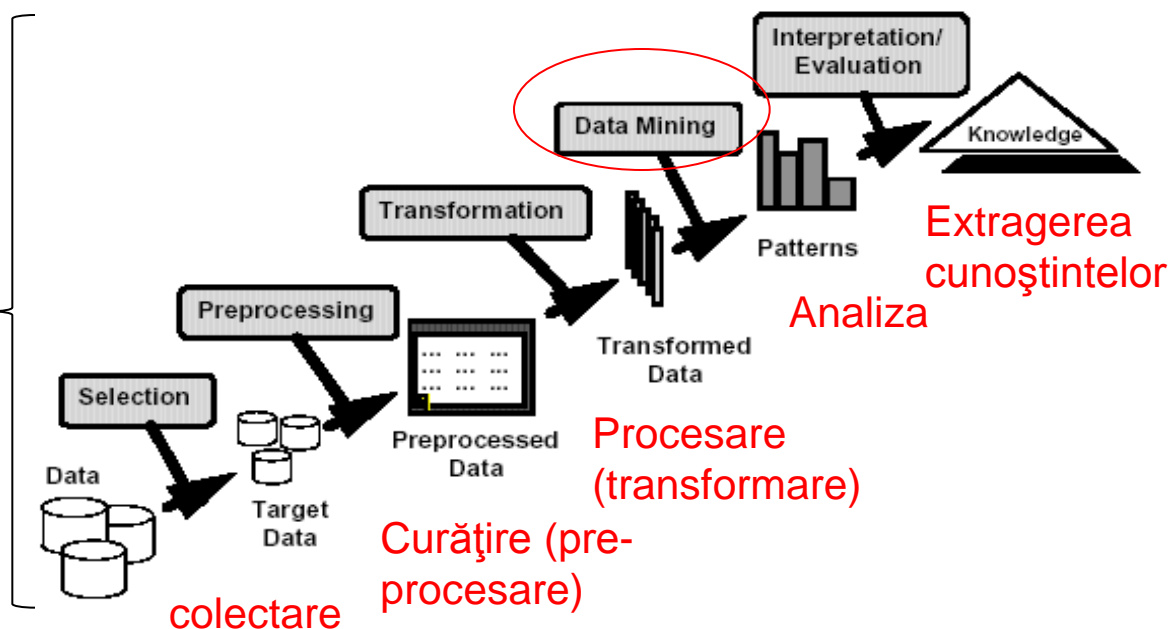 Interpretation/
Evaluation
Data Mining
Knowledge
Transformation
Patterns
Extragerea
cunoştintelor
Preprocessing
Analiza
Transformed
Data
... ... ...
... ... ...
... ... ...
Selection
Preprocessed
Data
Procesare
(transformare)
Data
Target
Data
Curăţire (pre-
procesare)
colectare